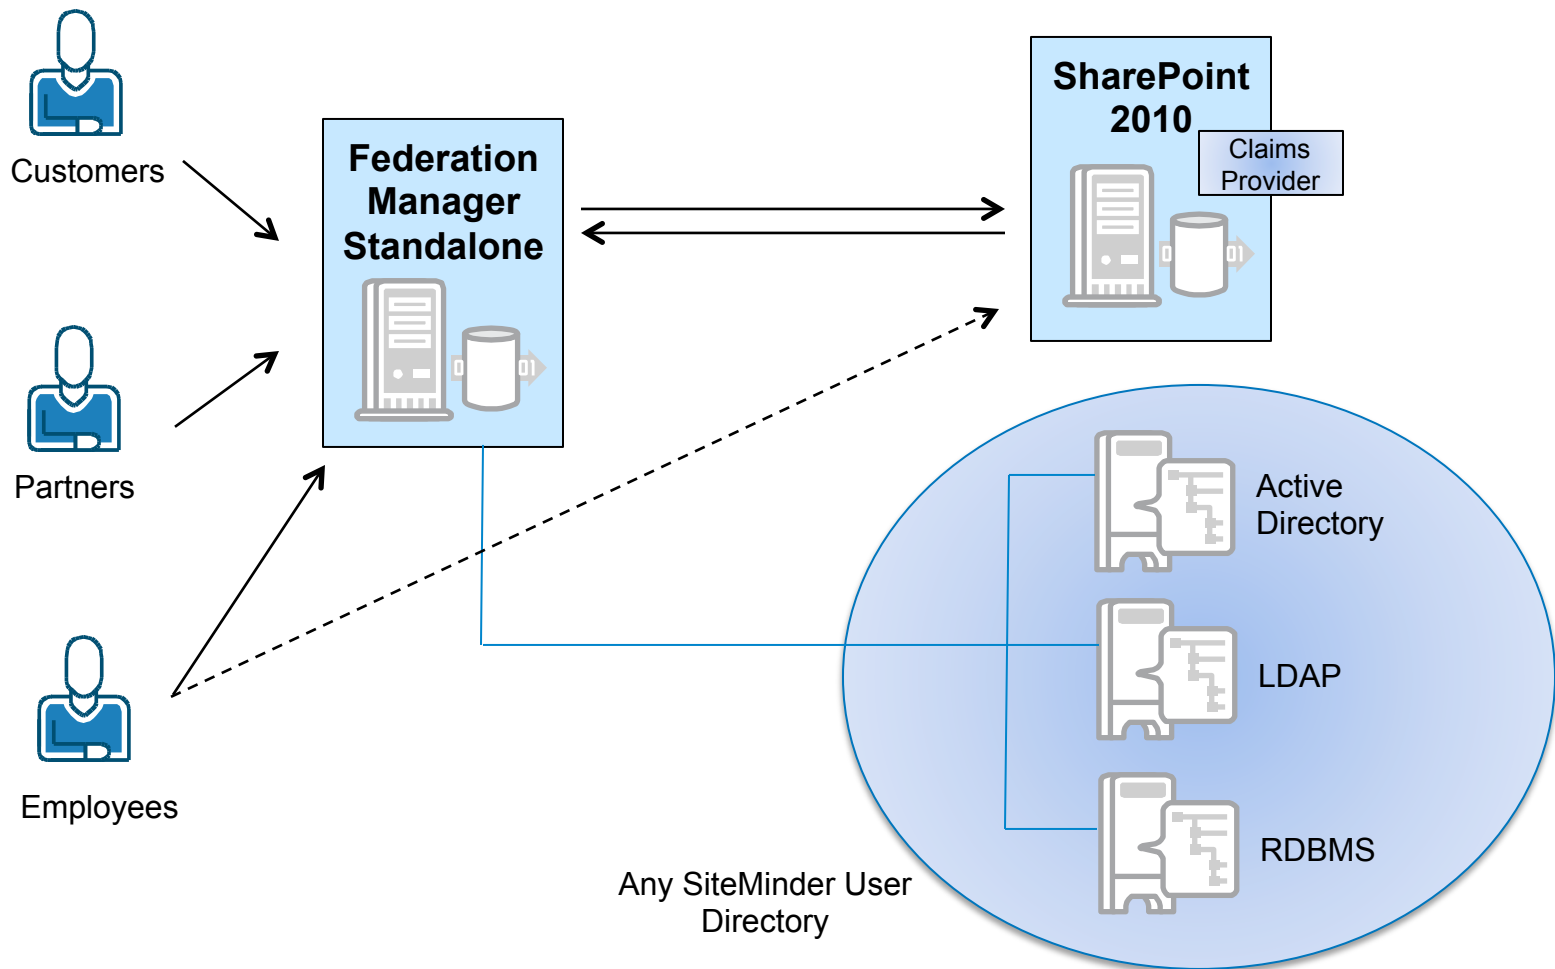 Customers
Partners
Employees
Federation
Manager
Standalone
SharePoint
2010
Claims
Provider
Active
Directory
LDAP
RDBMS
Any SiteMinder User
Directory